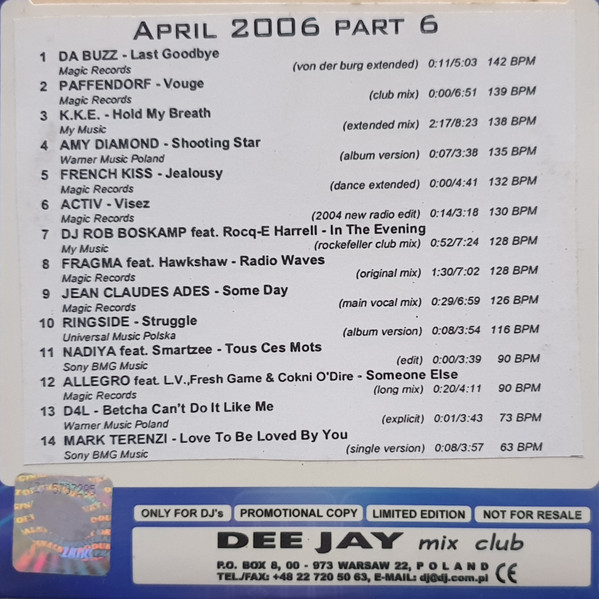 APRIL 2006 PART 6
1 DA BUZZ - Last Goodbye
Magic Records (von der burg extended) 0:11/5:03 142 BPM
2 PAFFENDORF - Vouge
Magic Records (club mix) 0:00/6:51 139 BPM
3 K.K.E. - Hold My Breath
My Music (extended mix) 2:17/8:23 138 BPM
4 AMY DIAMOND - Shooting Star
Warner Music Poland (album version) 0:07/3:38 135 BPM
5 FRENCH KISS - Jealousy
Magic Records (dance extended) 0:00/4:41 132 BPM
6 ACTIV - Visez
Magic Records (2004 new radio edit) 0:14/3:18 130 BPM
7 DJ ROB BOSKAMP feat. Rocq-E Harrell - In The Evening
My Music (rockefeller club mix) 0:52/7:24 128 BPM
8 FRAGMA feat. Hawkshaw - Radio Waves
Magic Records (original mix) 1:30/7:02 128 BPM
9 JEAN CLAUDES ADES - Some Day
Magic Records (main vocal mix) 0:29/6:59 126 BPM
10 RINGSIDE - Struggle
Universal Music Polska (album version) 0:08/3:54 116 BPM
11 NADIYA feat. Smartzee - Tous Ces Mots
Sony BMG Music (edit) 0:00/3:39 90 BPM
12 ALLEGRO feat. L.V.,Fresh Game & Cokni O'Dire - Someone Else
Magic Records (long mix) 0:20/4:11 90 BPM
13 D4L - Betcha Can't Do It Like Me
Warner Music Poland (explicit) 0:01/3:43 73 BPM
14 MARK TERENZI - Love To Be Loved By You
Sony BMG Music (single version) 0:08/3:57 63 BPM
ONLY FOR DJ's PROMOTIONAL COPY LIMITED EDITION NOT FOR RESALE
DEE JAY mix club
P.O. BOX 8, 00 - 973 WARSAW 22, POLAND
TEL./FAX: +48 22 720 50 63, E-MAIL: dj@dj.com.pl CE